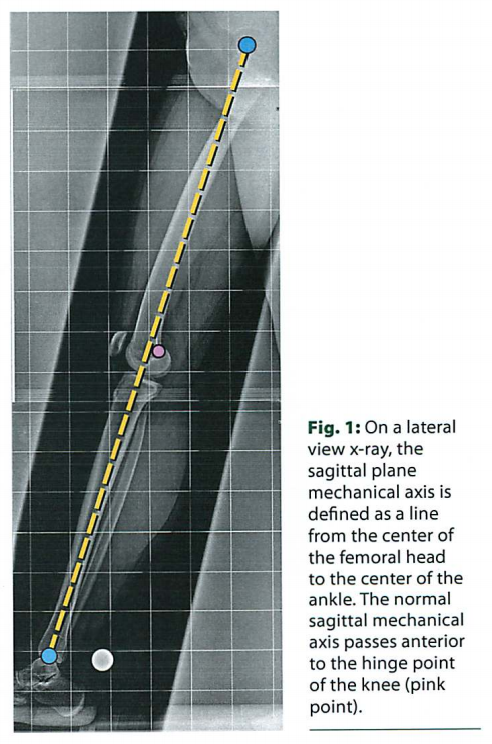 Fig. 1: On a lateral
view x-ray, the
sagittal plane
mechanical axis is
defined as a line
from the center of
the femoral head
to the center of the
ankle. The normal
sagittal mechanical
axis passes anterior
to the hinge point
of the knee (pink
point).